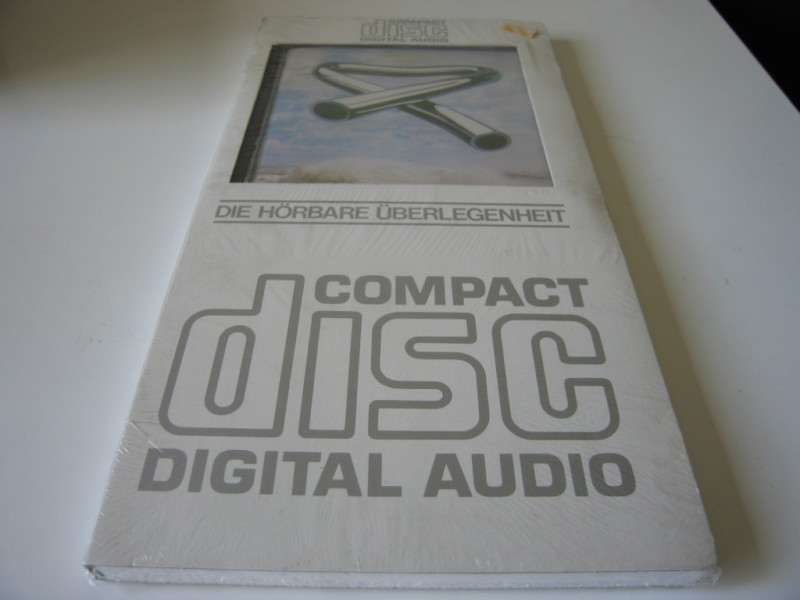 COMPACT
disc
DIGITAL AUDIO
DIE HÖRBARE ÜBERLEGENHEIT
COMPACT
disc
DIGITAL AUDIO